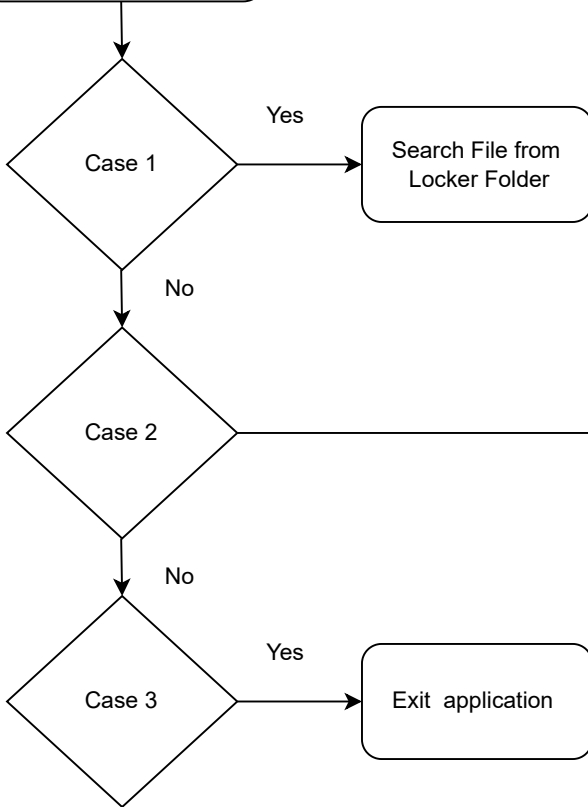 Yes
Case 1
Search File from
Locker Folder
No
Case 2
No
Yes
Case 3
Exit application